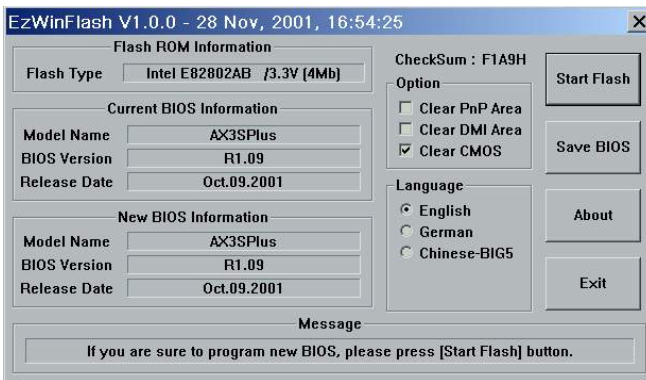 EzWinFlash V1.0.0 - 28 Nov, 2001, 16:54:25
Flash ROM Information
Flash Type Intel E82802AB /3.3V (4Mb)
Current BIOS Information
Model Name AX3SPlus
BIOS Version R1.09
Release Date Oct.09.2001
New BIOS Information
Model Name AX3SPlus
BIOS Version R1.09
Release Date Oct.09.2001
CheckSum : F1A9H
Option
Clear PnP Area
Clear DMI Area
Clear CMOS
Language
English
German
Chinese-BIG5
Start Flash
Save BIOS
About
Exit
Message
If you are sure to program new BIOS, please press [Start Flash] button.